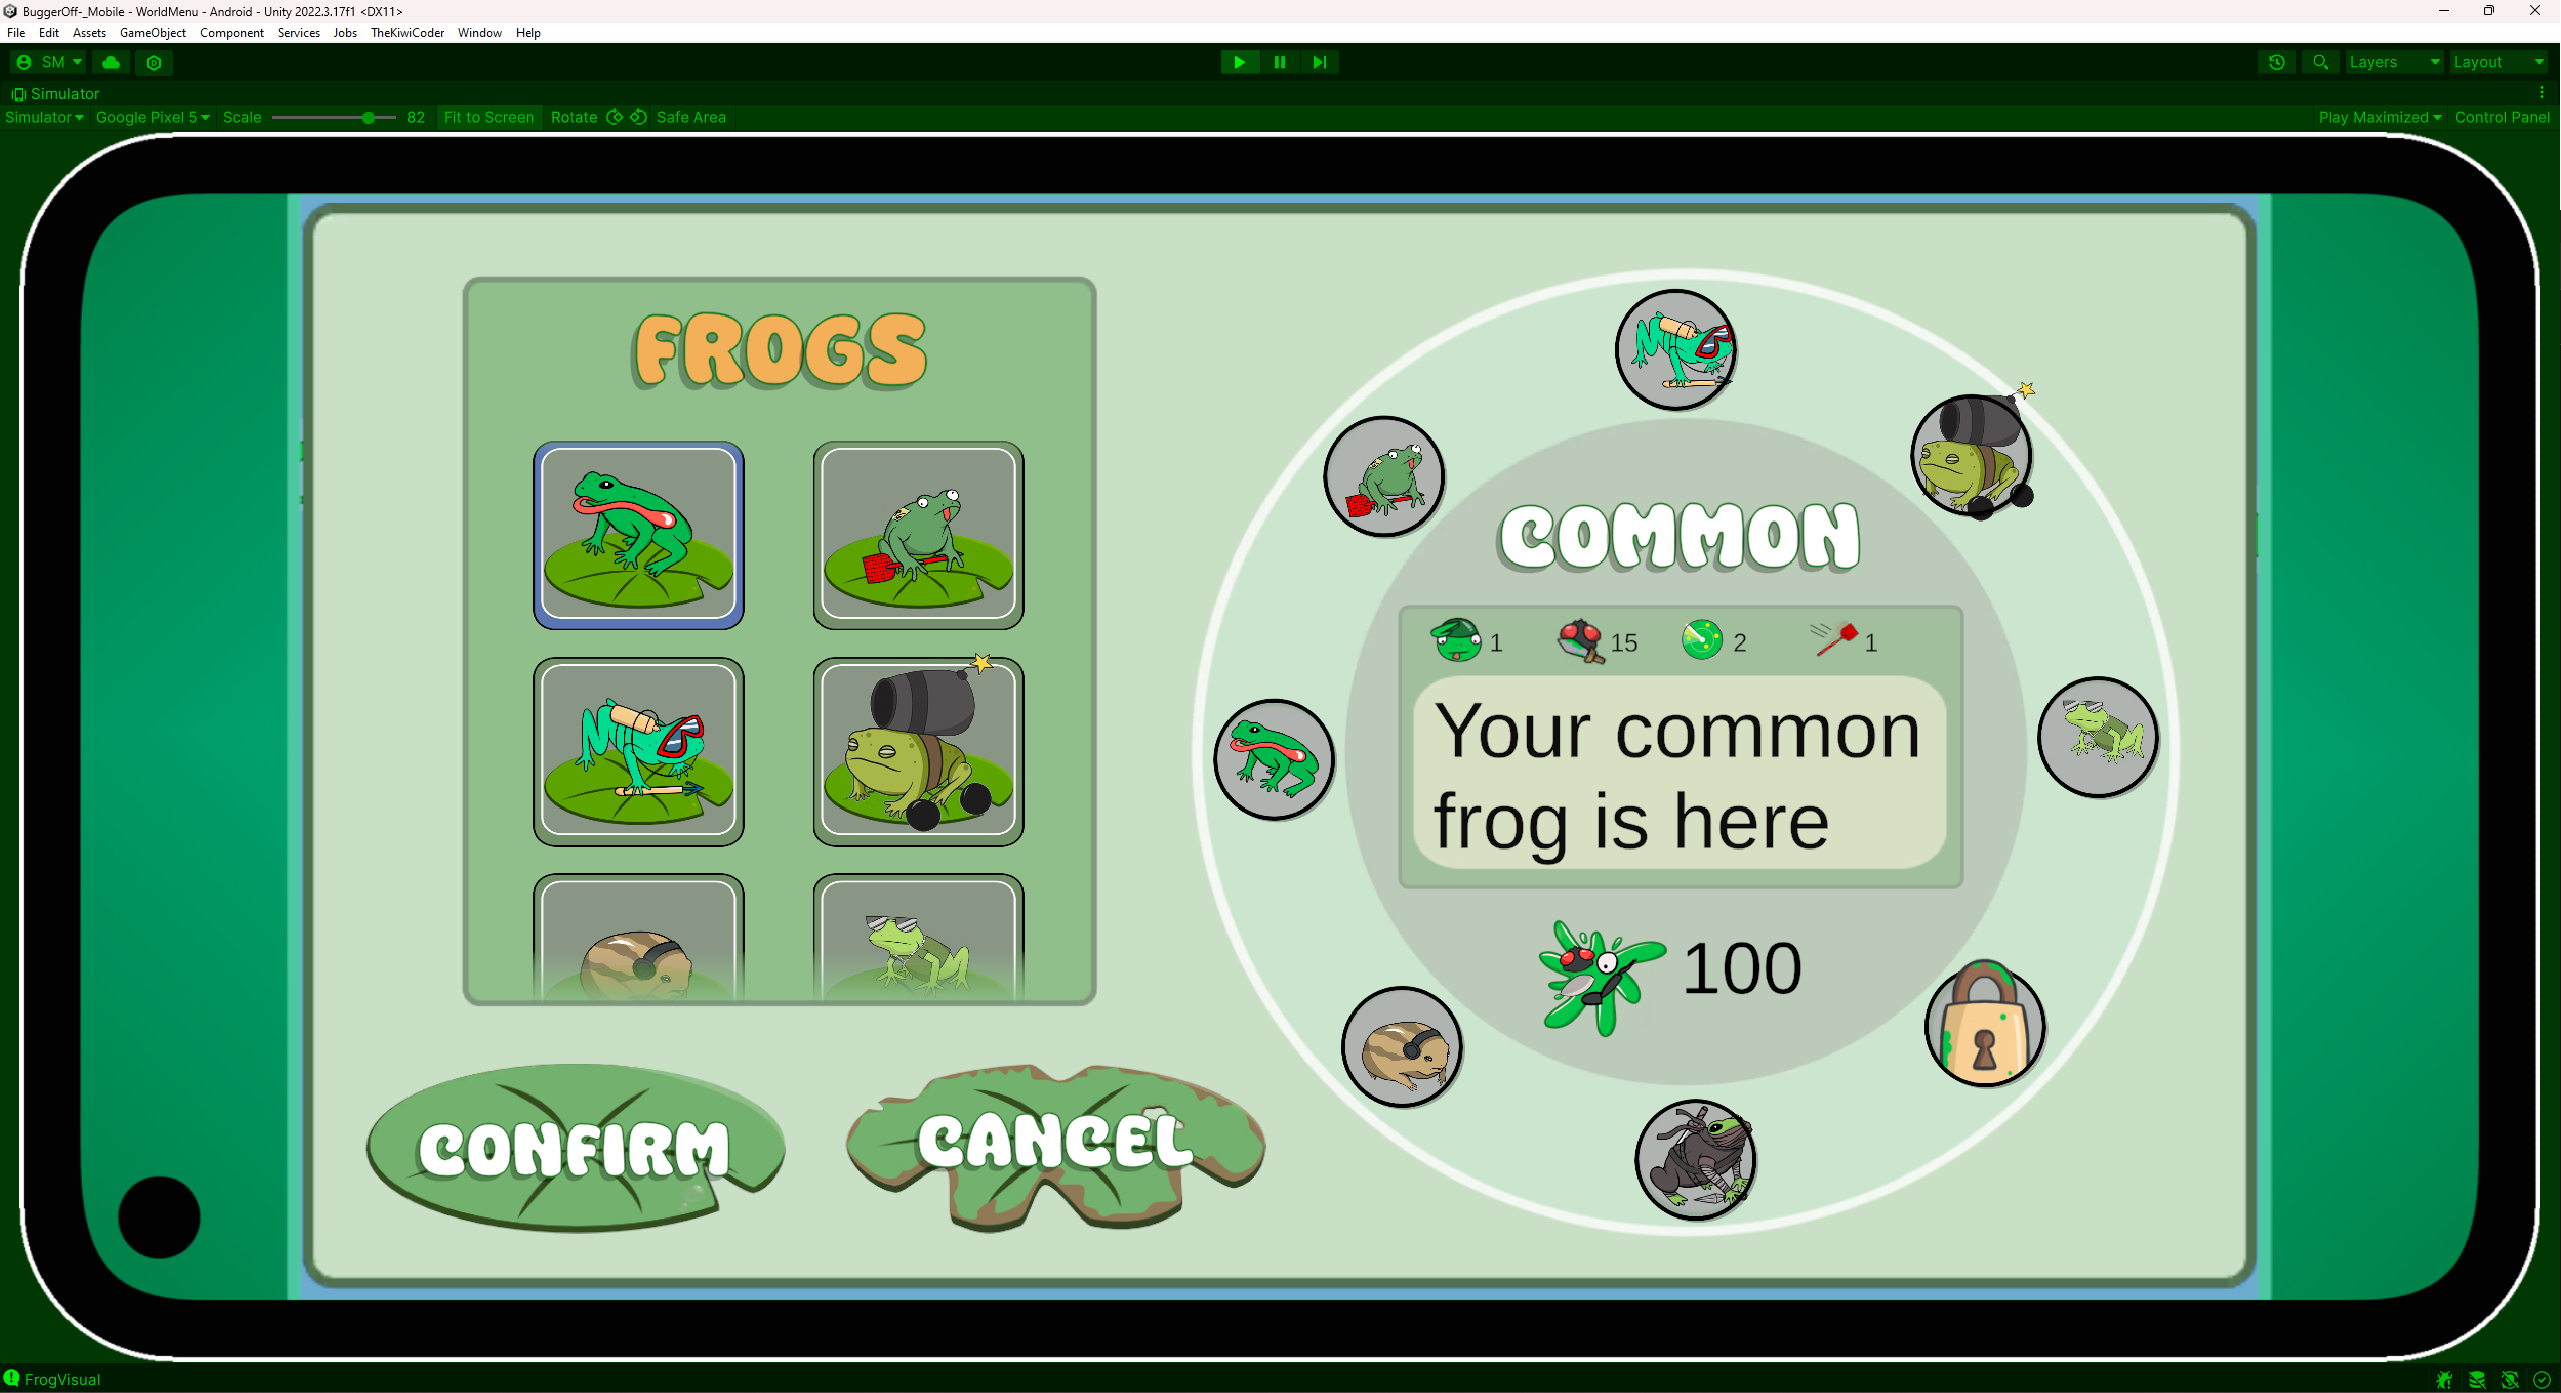 BuggerOff-_Mobile - WorldMenu - Android - Unity 2022.3.17f1 <DX11>
File Edit Assets GameObject Component Services Jobs TheKiwiCoder Window Help
SM Layers Layout
Simulator
Simulator Google Pixel 5 Scale 82 Fit to Screen Rotate Safe Area Play Maximized Control Panel
FROGS
CONFIRM
CANCEL
COMMON
1 15 2 1
Your common
frog is here
100
FrogVisual